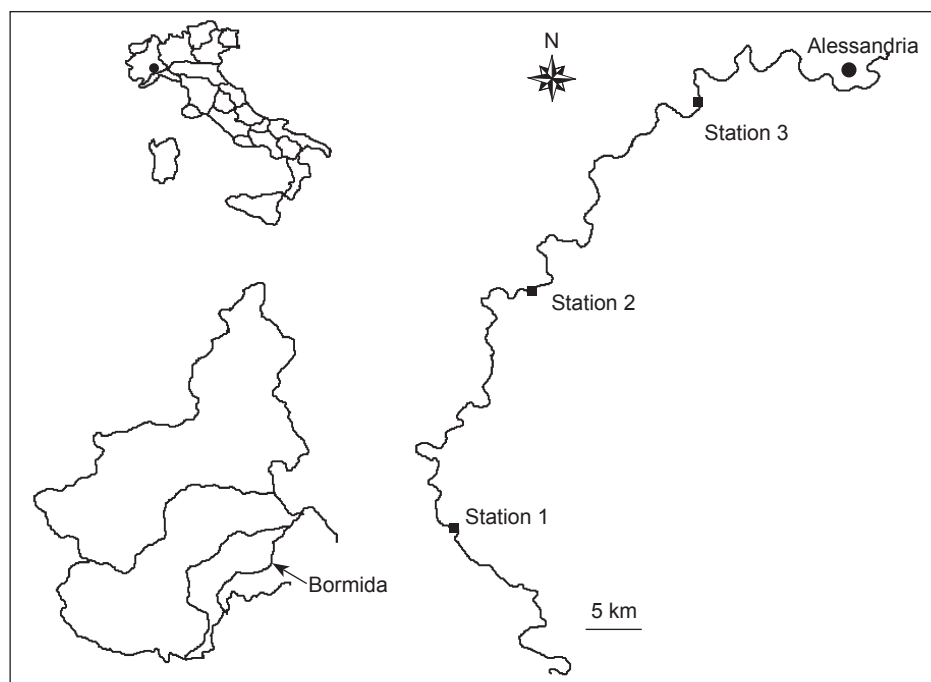 N
Alessandria
Station 3
Station 2
Station 1
Bormida
5 km